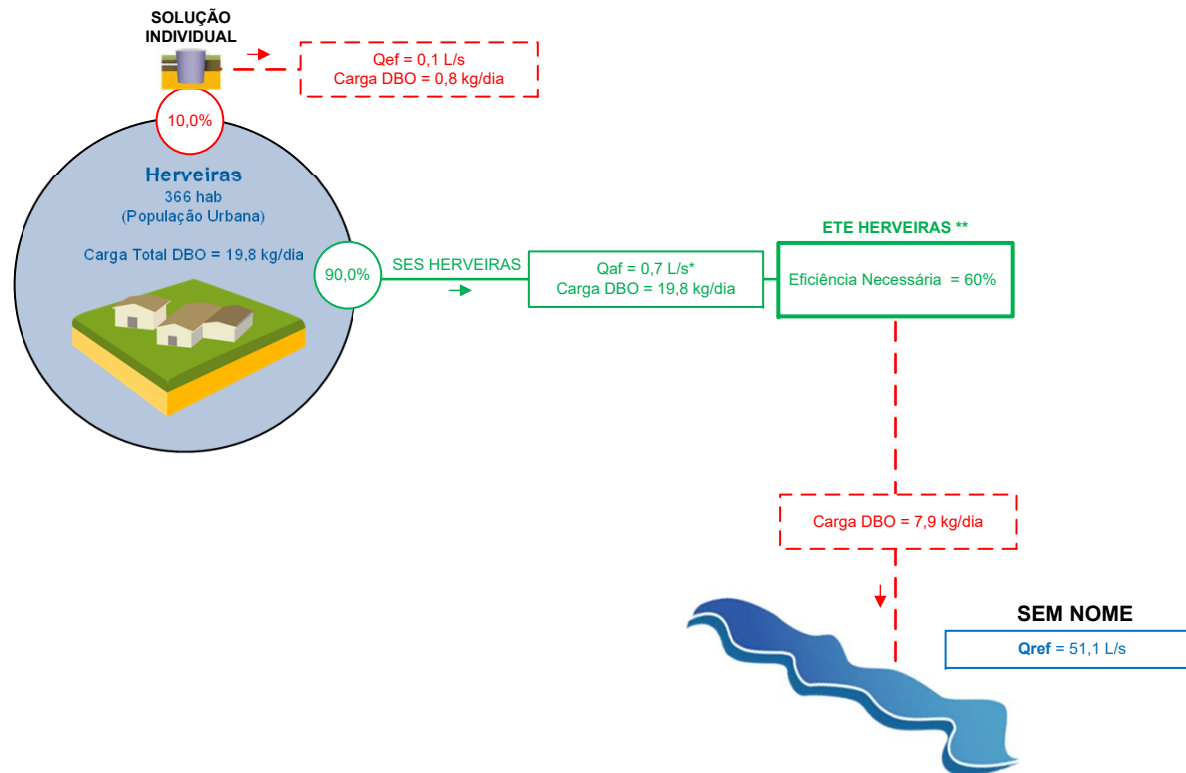 SOLUÇÃO
INDIVIDUAL
Qef = 0,1 L/s
Carga DBO = 0,8 kg/dia
10,0%
Herveiras
366 hab
(População Urbana)
Carga Total DBO = 19,8 kg/dia
90,0%
SES HERVEIRAS
Qaf = 0,7 L/s*
Carga DBO = 19,8 kg/dia
ETE HERVEIRAS **
Eficiência Necessária = 60%
Carga DBO = 7,9 kg/dia
SEM NOME
Qref = 51,1 L/s